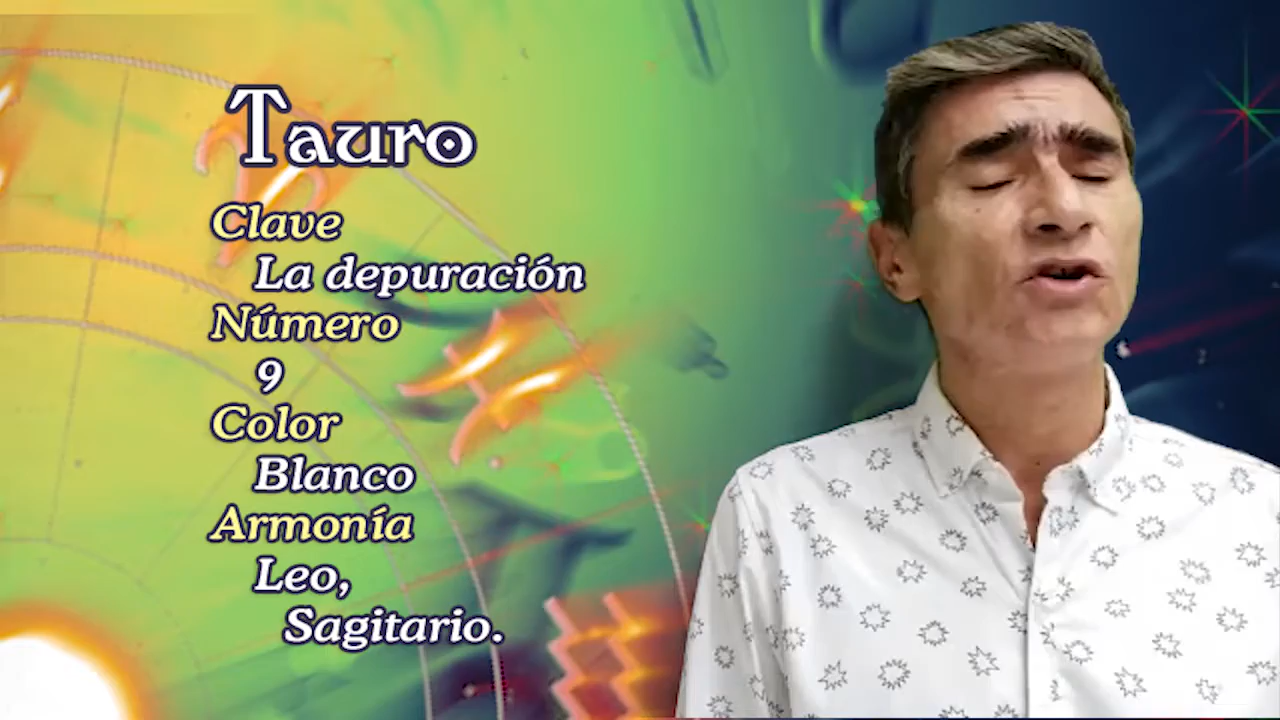 Tauro
Clave
La depuración
Número
9
Color
Blanco
Armonía
Leo,
Sagitario.